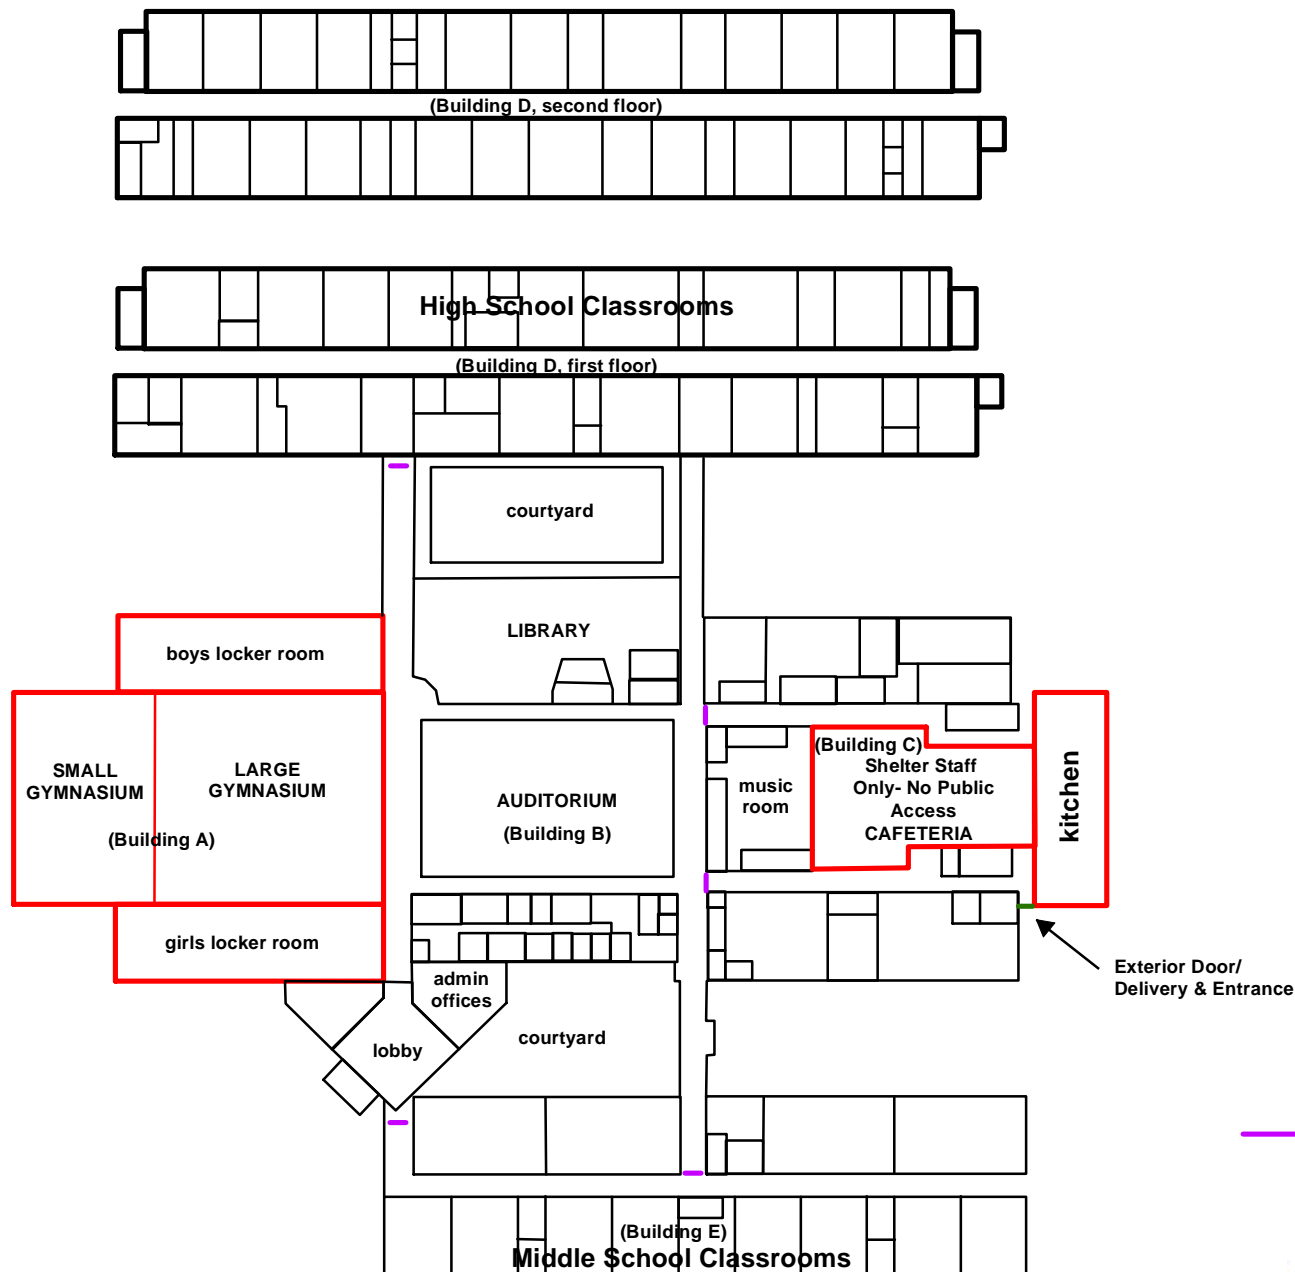 (Building D, second floor)
High School Classrooms
(Building D, first floor)
courtyard
LIBRARY
boys locker room
SMALL
GYMNASIUM
LARGE
GYMNASIUM
(Building A)
AUDITORIUM
(Building B)
music
room
(Building C)
Shelter Staff
Only- No Public
Access
CAFETERIA
kitchen
girls locker room
admin
offices
lobby
courtyard
Exterior Door/
Delivery & Entrance
(Building E)
Middle School Classrooms